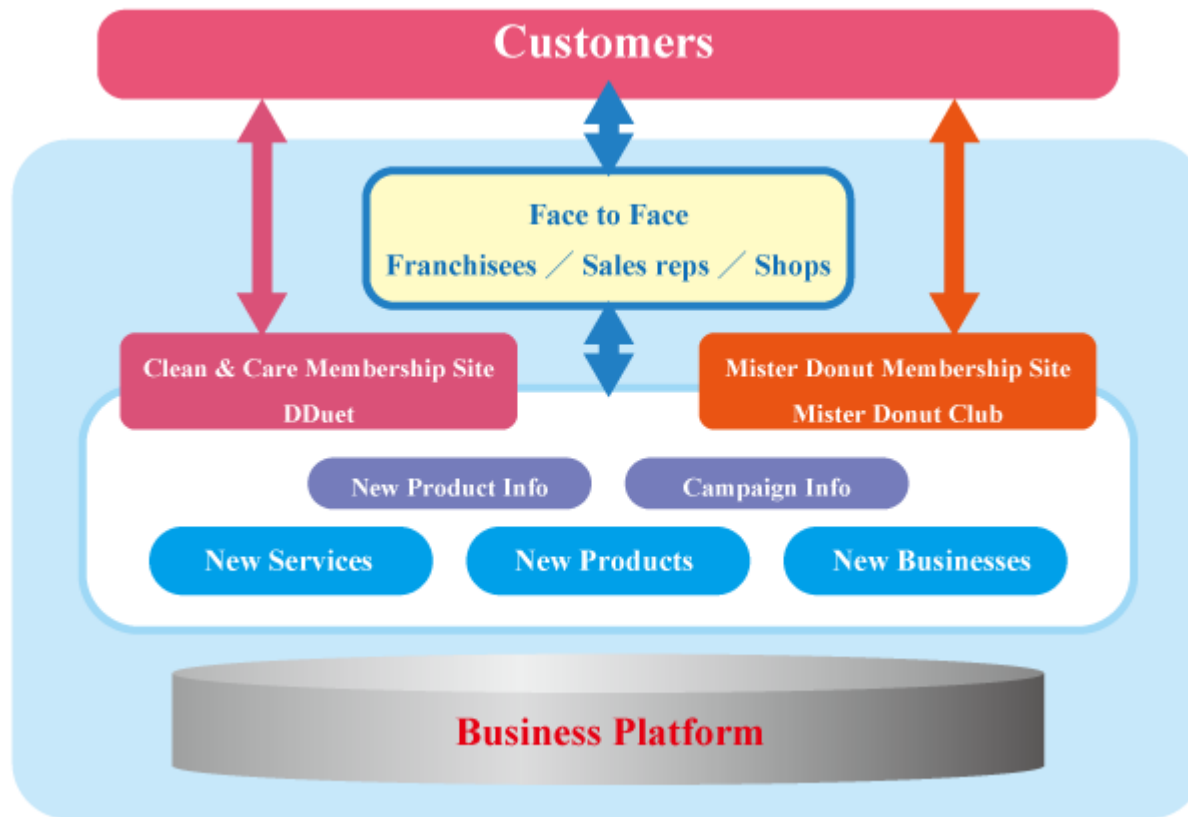 Customers
Face to Face
Franchisees ／ Sales reps ／ Shops
Clean & Care Membership Site
DDuet
Mister Donut Membership Site
Mister Donut Club
New Product Info
Campaign Info
New Services
New Products
New Businesses
Business Platform